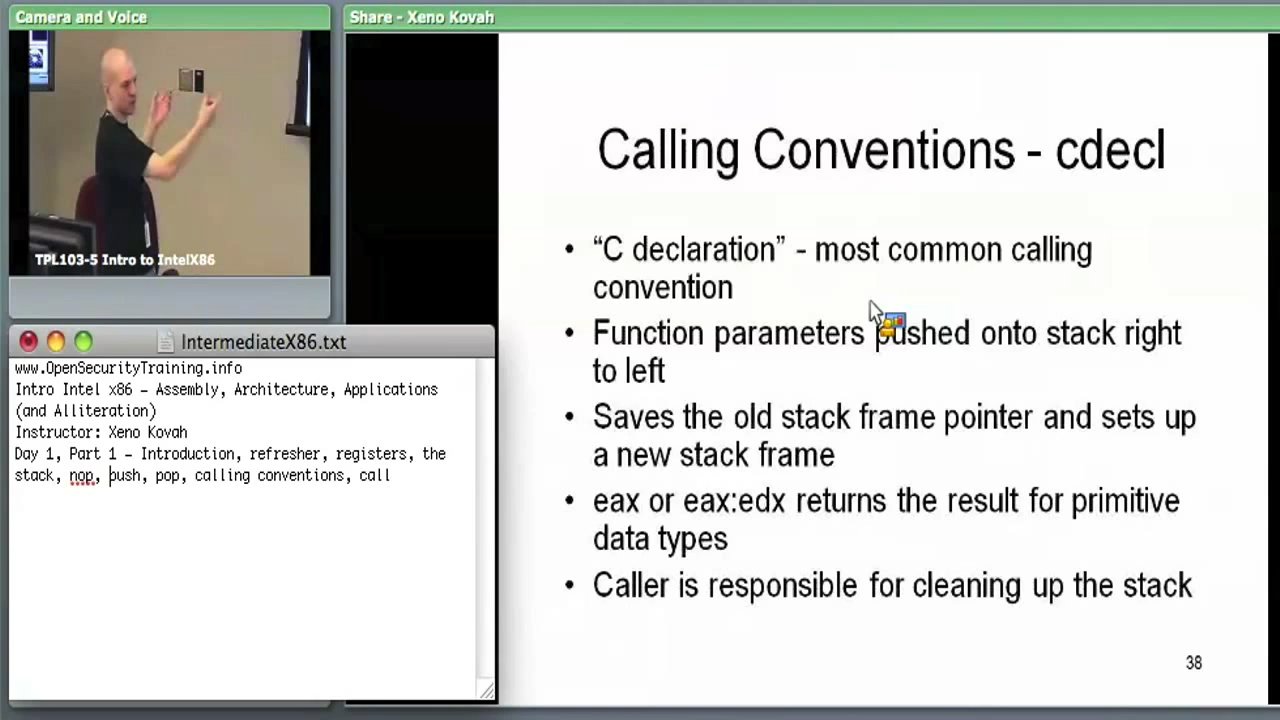 Camera and Voice
TPL103-5 Intro to IntelX86
IntermediateX86.txt
www.OpenSecurityTraining.info
Intro Intel x86 – Assembly, Architecture, Applications
(and Alliteration)
Instructor: Xeno Kovah
Day 1, Part 1 – Introduction, refresher, registers, the
stack, nop, push, pop, calling conventions, call
Share - Xeno Kovah
Calling Conventions - cdecl
• “C declaration” - most common calling
convention
• Function parameters pushed onto stack right
to left
• Saves the old stack frame pointer and sets up
a new stack frame
• eax or eax:edx returns the result for primitive
data types
• Caller is responsible for cleaning up the stack
38